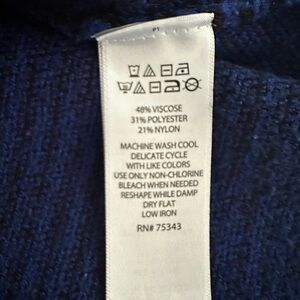 48% VISCOSE
31% POLYESTER
21% NYLON
MACHINE WASH COOL
DELICATE CYCLE
WITH LIKE COLORS
USE ONLY NON-CHLORINE
BLEACH WHEN NEEDED
RESHAPE WHILE DAMP
DRY FLAT
LOW IRON
RN# 75343